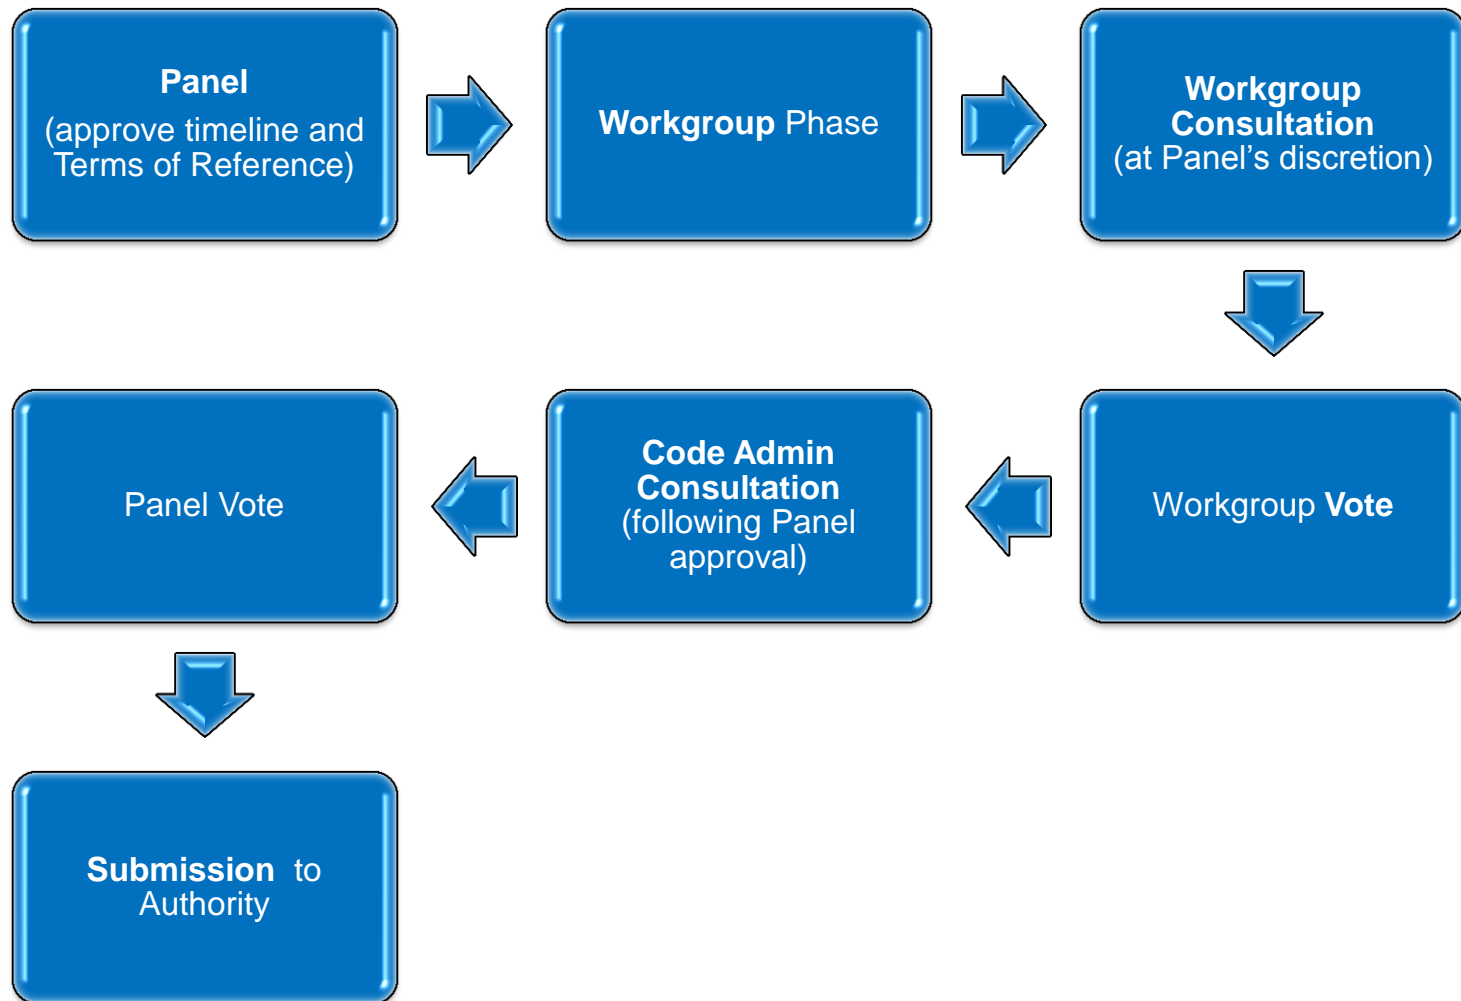 Panel
(approve timeline and
Terms of Reference)
Workgroup Phase
Workgroup
Consultation
(at Panel’s discretion)
Workgroup Vote
Code Admin
Consultation
(following Panel
approval)
Panel Vote
Submission  to
Authority